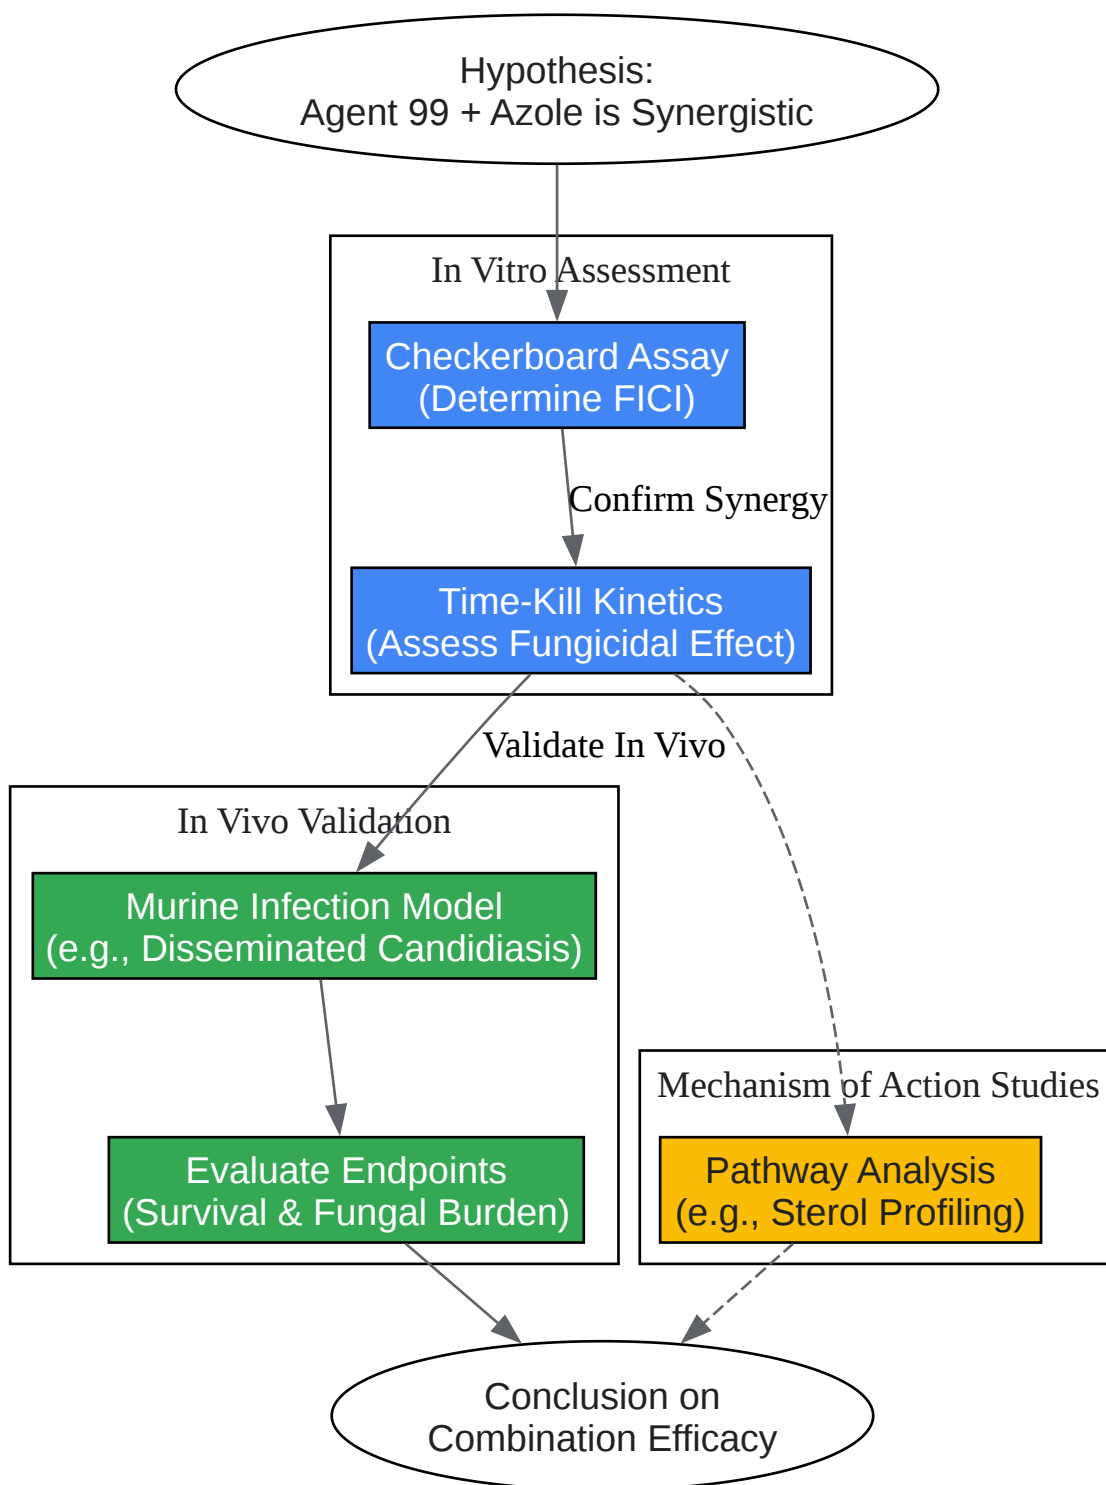 Hypothesis:
Agent 99 + Azole is Synergistic
In Vitro Assessment
Checkerboard Assay
(Determine FICI)
Confirm Synergy
Time-Kill Kinetics
(Assess Fungicidal Effect)
Validate In Vivo
In Vivo Validation
Murine Infection Model
(e.g., Disseminated Candidiasis)
Evaluate Endpoints
(Survival & Fungal Burden)
Mechanism of Action Studies
Pathway Analysis
(e.g., Sterol Profiling)
Conclusion on
Combination Efficacy